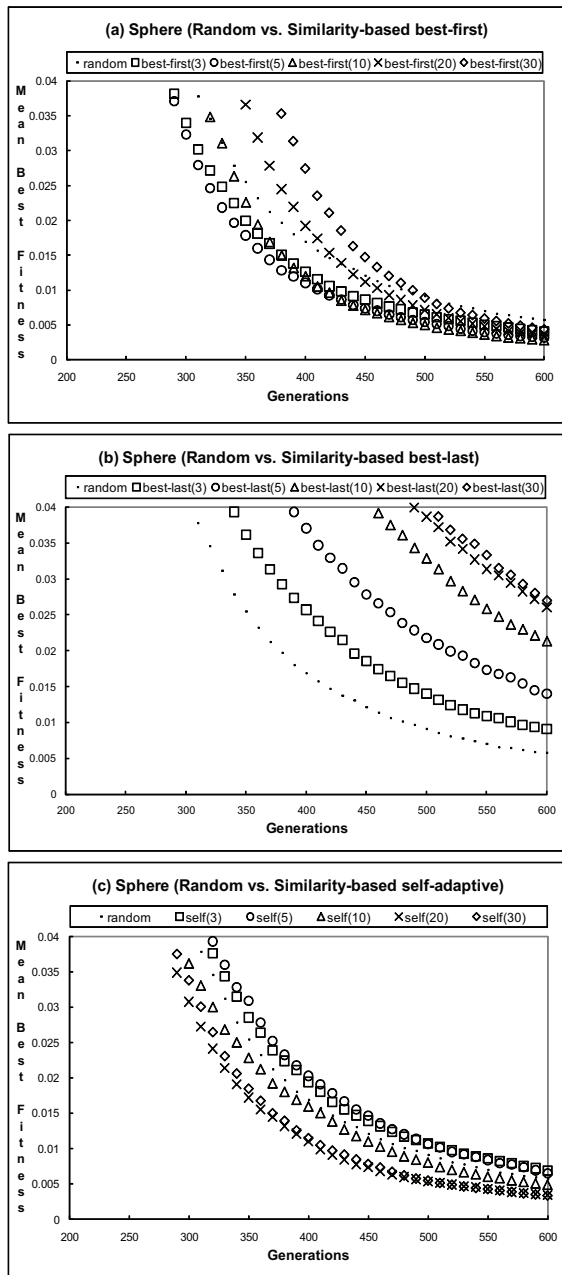 (a) Sphere (Random vs. Similarity-based best-first)
random best-first(3) best-first(5) best-first(10) best-first(20) best-first(30)
Mean Best Fitness
0.04
0.035
0.03
0.025
0.02
0.015
0.01
0.005
0
200 250 300 350 400 450 500 550 600
Generations
(b) Sphere (Random vs. Similarity-based best-last)
random best-last(3) best-last(5) best-last(10) best-last(20) best-last(30)
Mean Best Fitness
0.04
0.035
0.03
0.025
0.02
0.015
0.01
0.005
0
200 250 300 350 400 450 500 550 600
Generations
(c) Sphere (Random vs. Similarity-based self-adaptive)
random self(3) self(5) self(10) self(20) self(30)
Mean Best Fitness
0.04
0.035
0.03
0.025
0.02
0.015
0.01
0.005
0
200 250 300 350 400 450 500 550 600
Generations